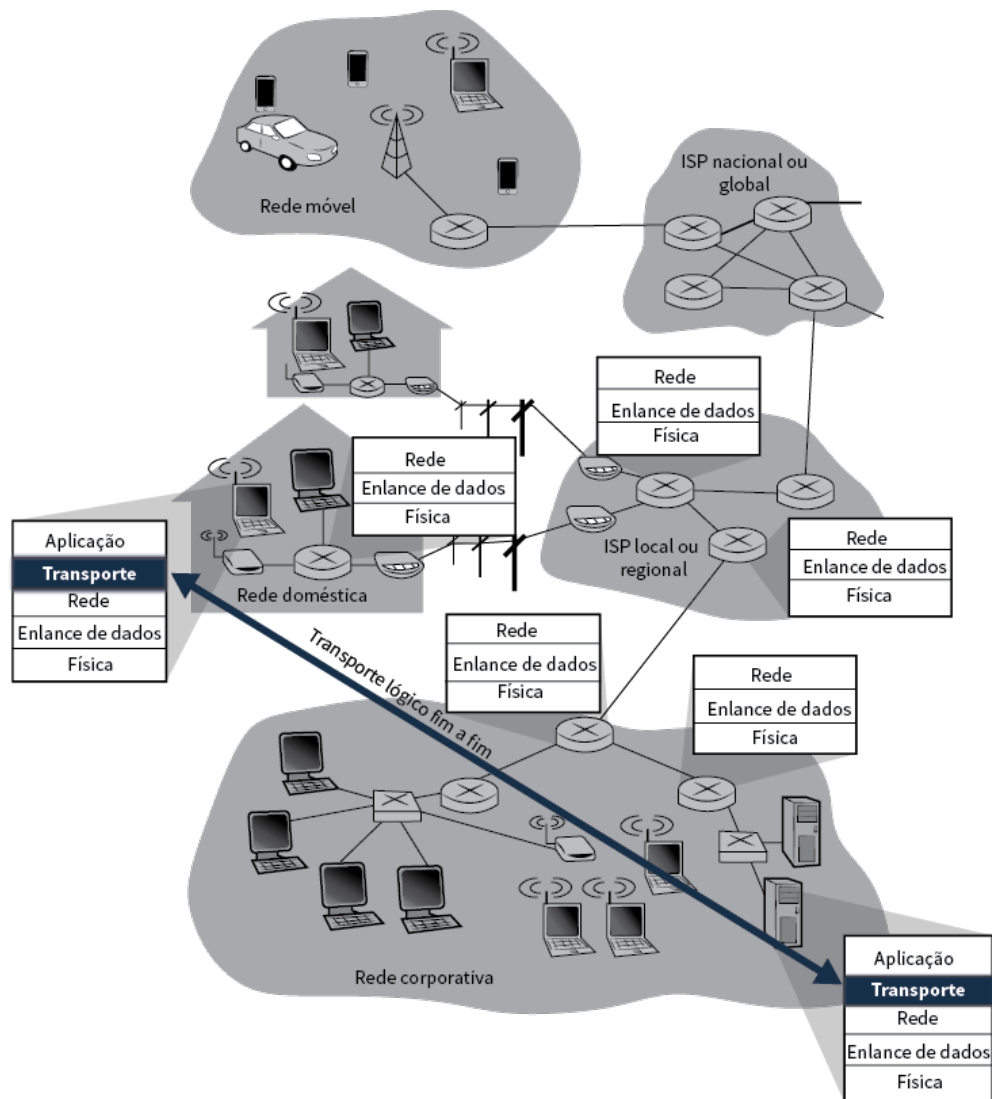 Rede móvel
ISP nacional ou
global
Rede
Enlance de dados
Física
Rede
Enlance de dados
Física
Aplicação
Transporte
Rede
Enlance de dados
Física
Rede doméstica
ISP local ou
regional
Rede
Enlance de dados
Física
Rede
Enlance de dados
Física
Rede
Enlance de dados
Física
Transporte lógico fim a fim
Rede corporativa
Aplicação
Transporte
Rede
Enlance de dados
Física